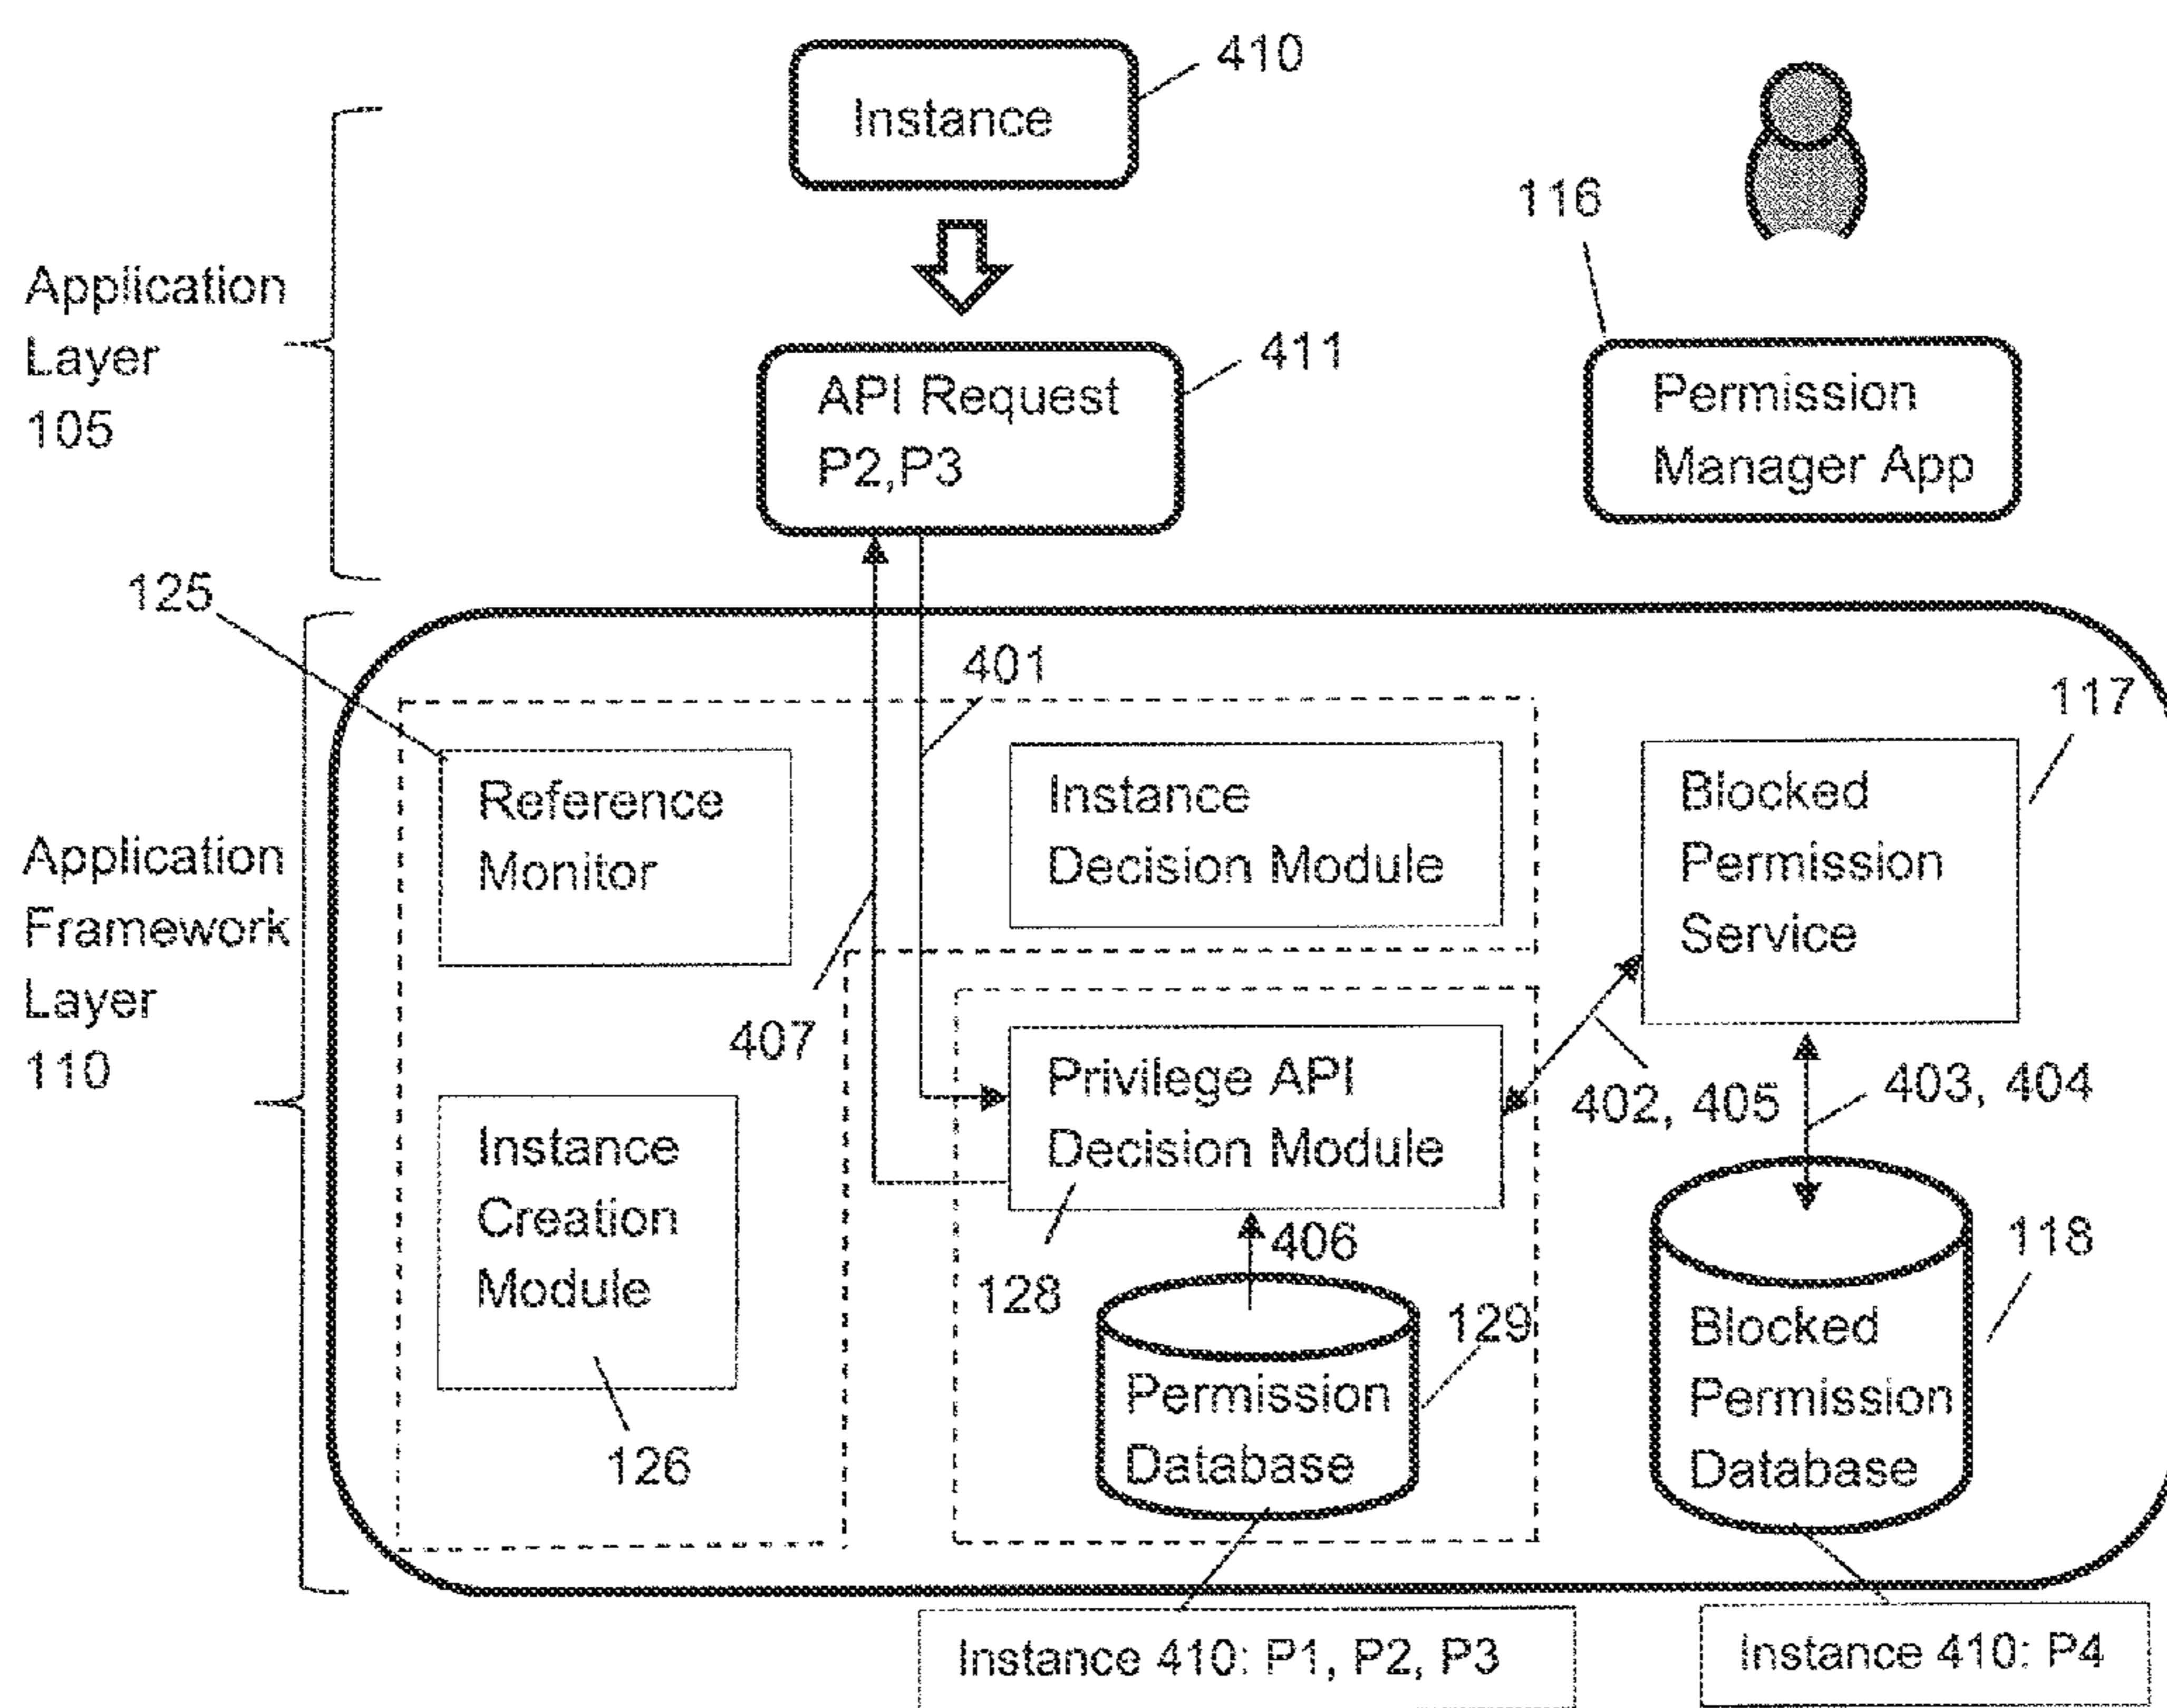 410
Instance
116
Application
Layer
105
411
API Request
P2,P3
Permission
Manager App
125
401
117
Reference
Monitor
Instance
Decision Module
Blocked
Permission
Service
Application
Framework
Layer
110
407
Privilege API
Decision Module
402, 405
403, 404
Instance
Creation
Module
406
128
129
118
Permission
Database
Blocked
Permission
Database
126
Instance 410: P1, P2, P3
Instance 410: P4